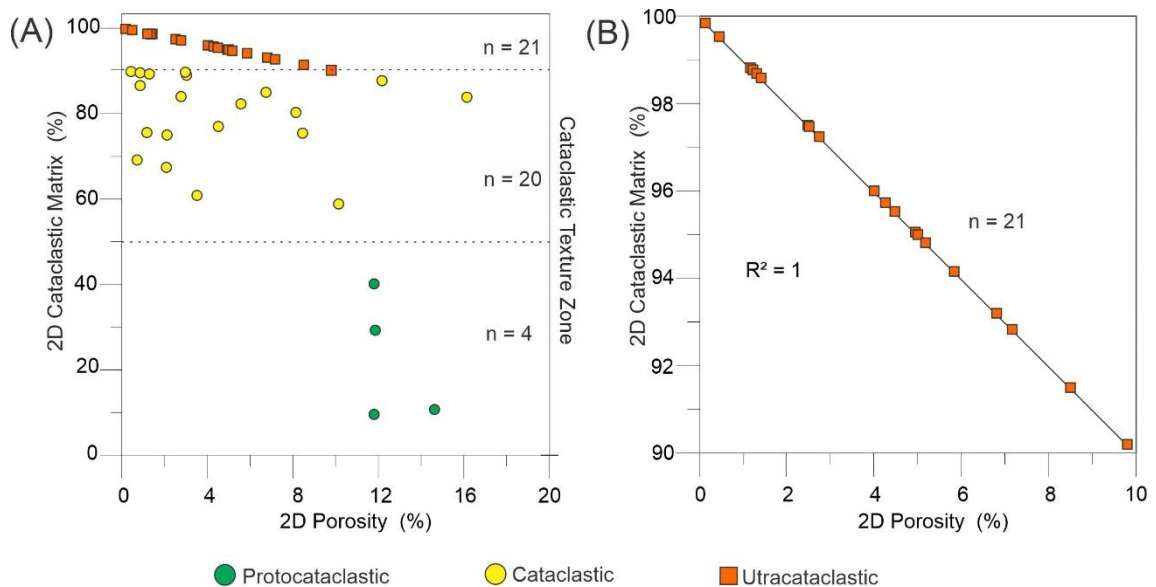 (A)
100
80
60
40
20
0
2D Cataclastic Matrix (%)
n = 21
n = 20
n = 4
Cataclastic Texture Zone
0 4 8 12 16 20
2D Porosity (%)
(B)
100
98
96
94
92
90
2D Cataclastic Matrix (%)
n = 21
R² = 1
0 2 4 6 8 10
2D Porosity (%)
Protocataclastic Cataclastic Utracataclastic